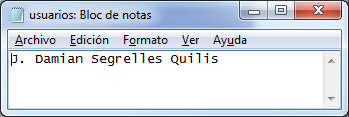 usuarios: Bloc de notas
Archivo Edición Formato Ver Ayuda
J. Damian Segrelles Quilis